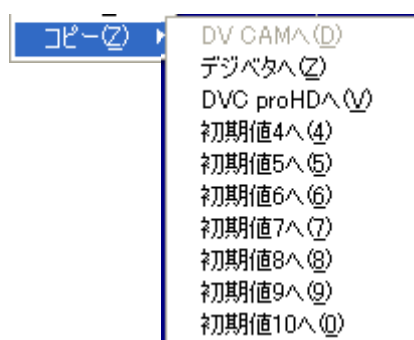 コピー(Z)
DV CAMへ(D)
デジベタへ(Z)
DVC proHDへ(V)
初期値4へ(4)
初期値5へ(5)
初期値6へ(6)
初期値7へ(7)
初期値8へ(8)
初期値9へ(9)
初期値10へ(0)